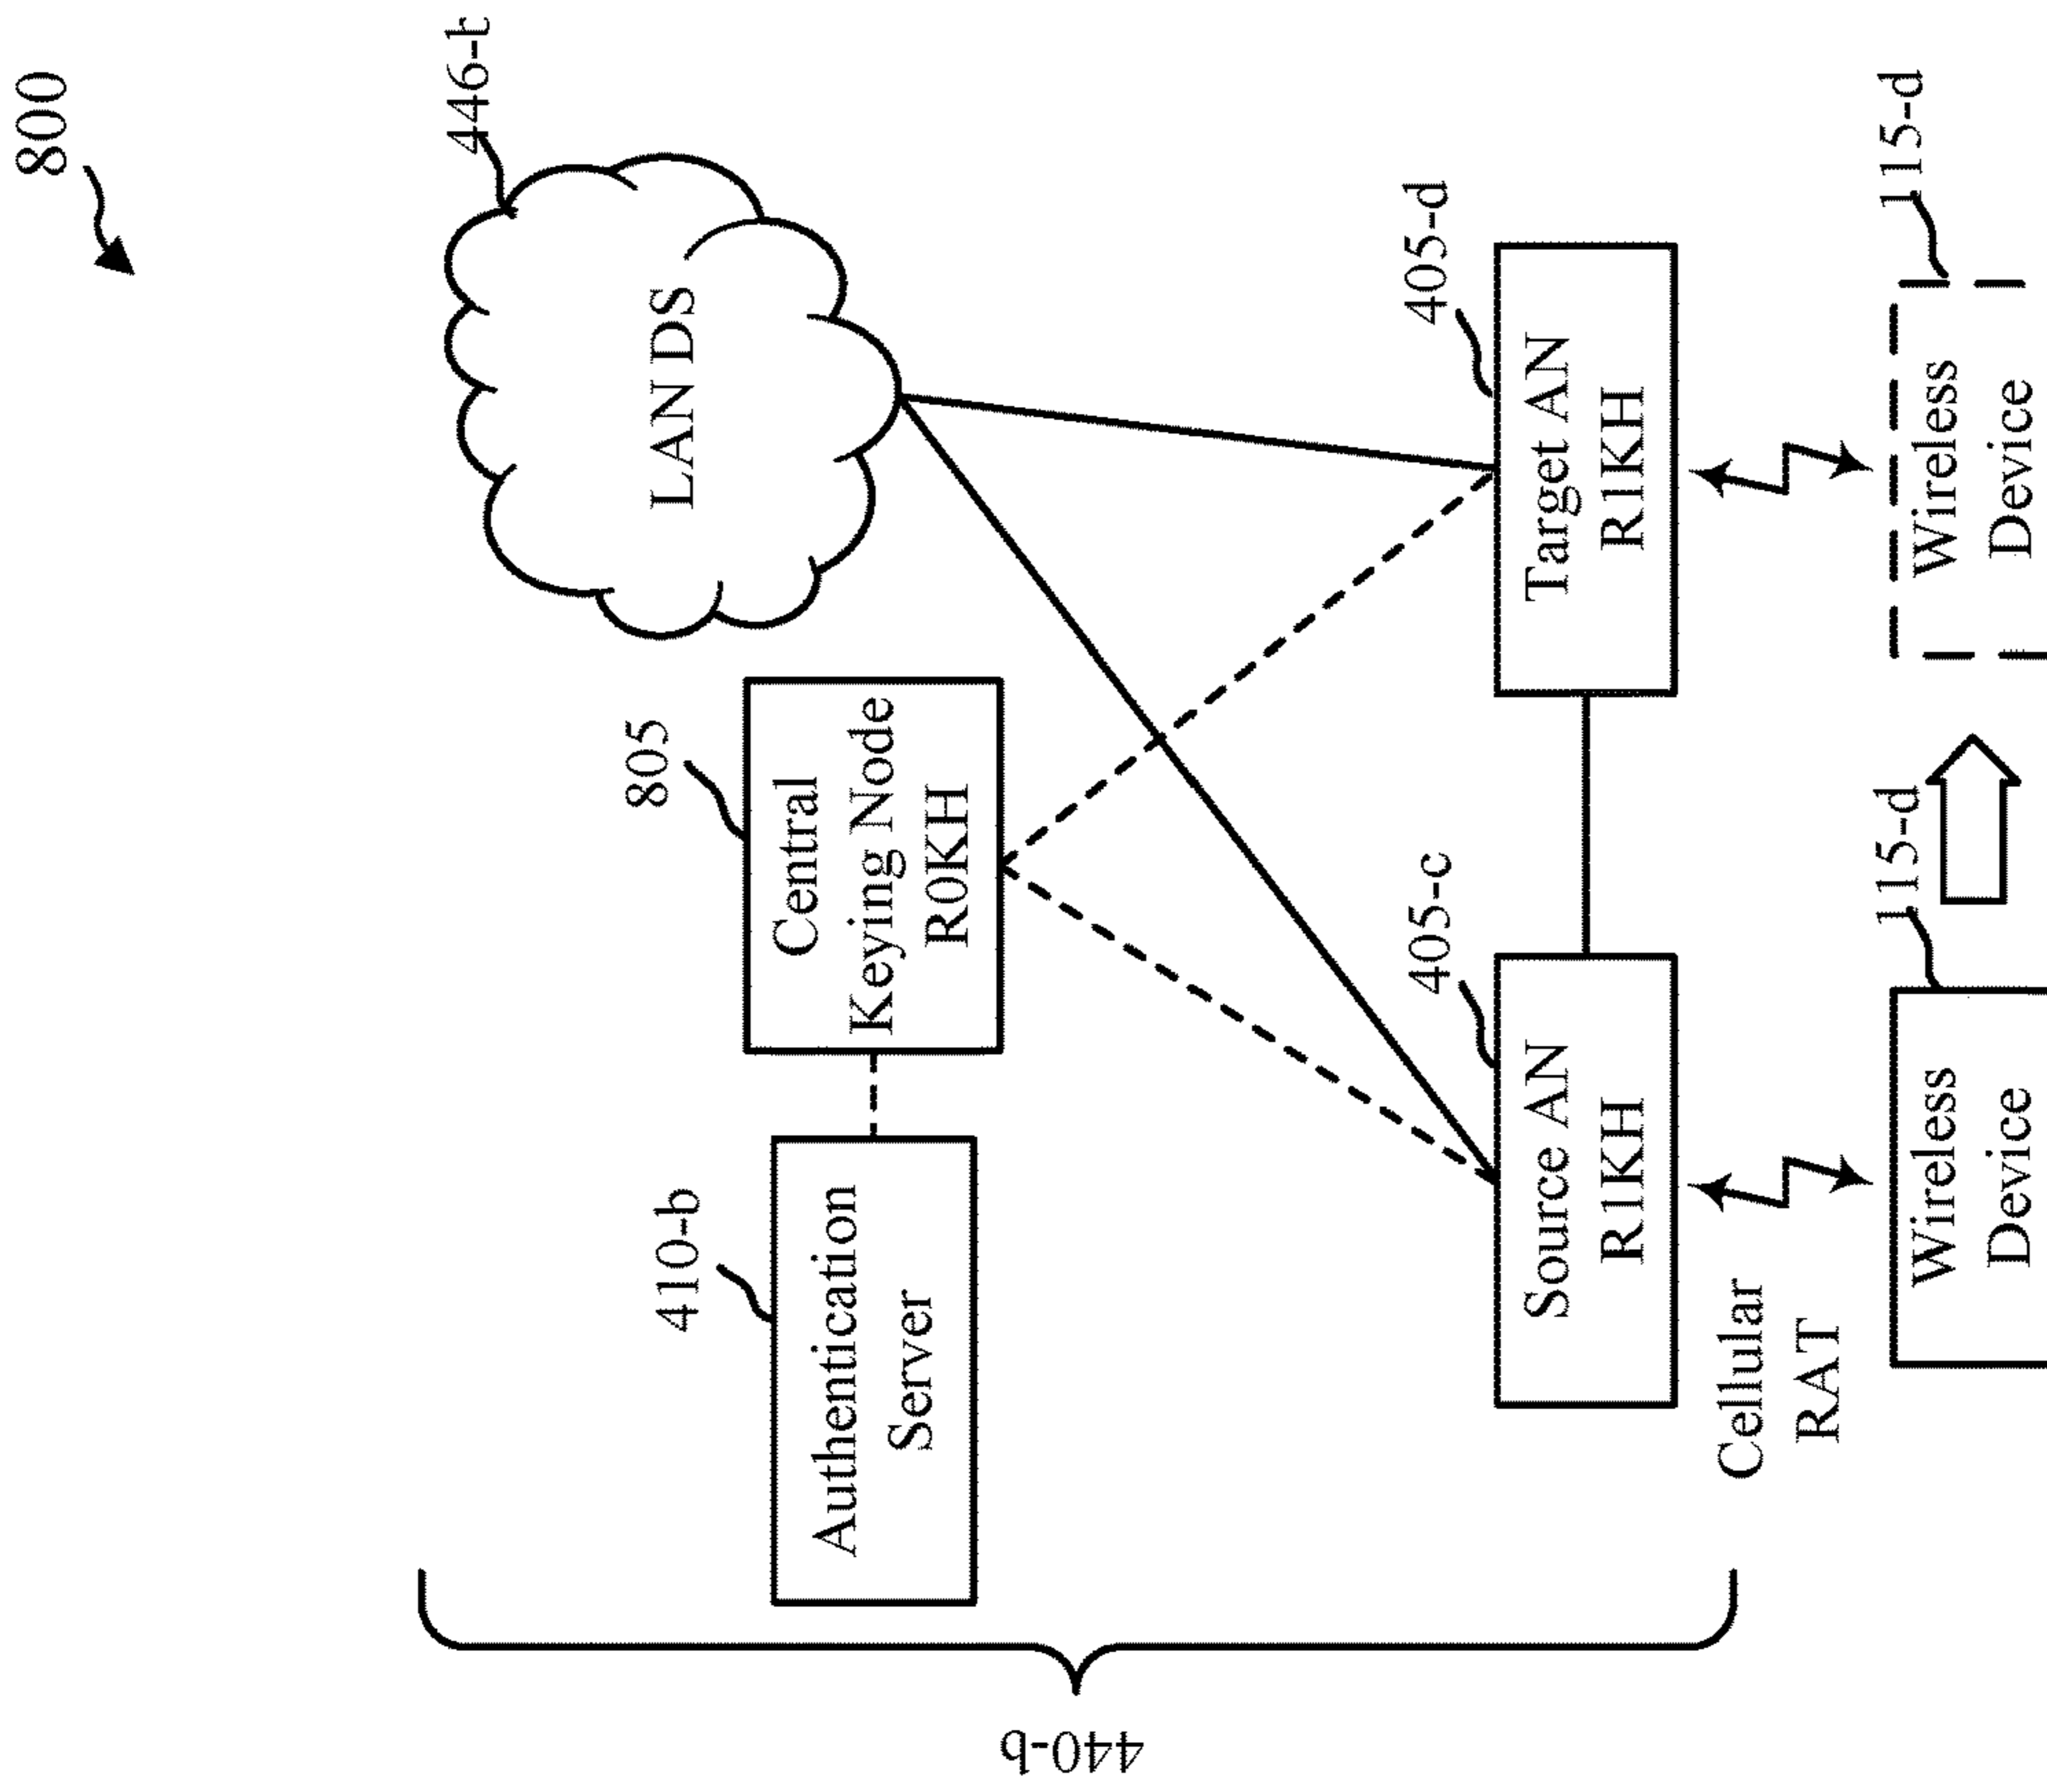 800
446-t
805
410-b
LAN DS
Central
Keying Node
R0KH
Authentication
Server
440-b
405-c
405-d
Source AN
R1KH
Target AN
R1KH
Cellular
RAT
115-d
115-d
Wireless
Device
Wireless
Device